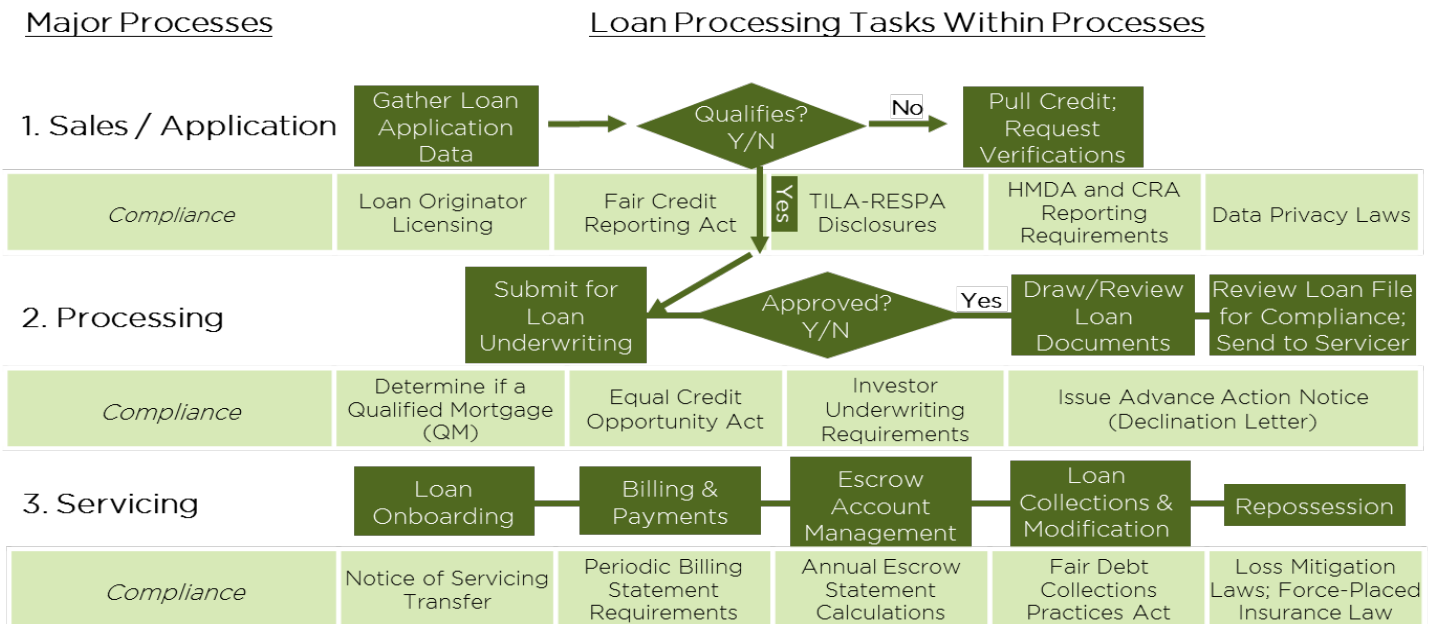 Major Processes
Loan Processing Tasks Within Processes
1. Sales / Application
Gather Loan
Application
Data
Qualifies?
Y/N
No
Pull Credit;
Request
Verifications
Yes
Compliance
Loan Originator
Licensing
Fair Credit
Reporting Act
TILA-RESPA
Disclosures
HMDA and CRA
Reporting
Requirements
Data Privacy Laws
2. Processing
Submit for
Loan
Underwriting
Approved?
Y/N
Yes
Draw/Review
Loan
Documents
Review Loan File
for Compliance;
Send to Servicer
Compliance
Determine if a
Qualified Mortgage
(QM)
Equal Credit
Opportunity Act
Investor
Underwriting
Requirements
Issue Advance Action Notice
(Declination Letter)
3. Servicing
Loan
Onboarding
Billing &
Payments
Escrow
Account
Management
Loan
Collections &
Modification
Repossession
Compliance
Notice of Servicing
Transfer
Periodic Billing
Statement
Requirements
Annual Escrow
Statement
Calculations
Fair Debt
Collections
Practices Act
Loss Mitigation
Laws; Force-Placed
Insurance Law